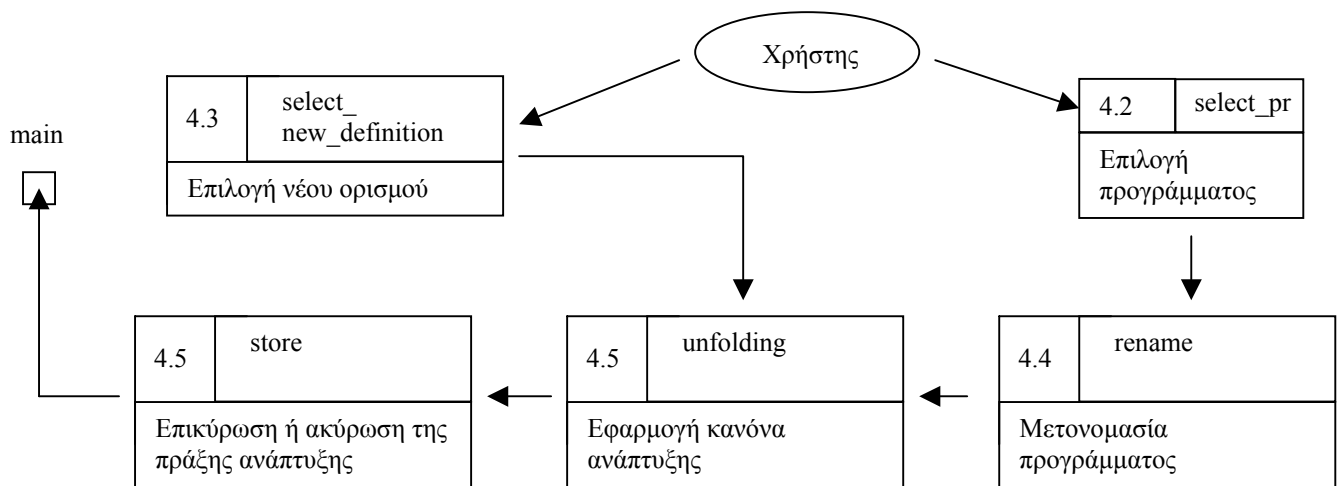 Χρήστης
4.3
select_
new_definition
Επιλογή νέου ορισμού
4.2
select_pr
Επιλογή
προγράμματος
main
4.5
store
Επικύρωση ή ακύρωση της
πράξης ανάπτυξης
4.5
unfolding
Εφαρμογή κανόνα
ανάπτυξης
4.4
rename
Μετονομασία
προγράμματος